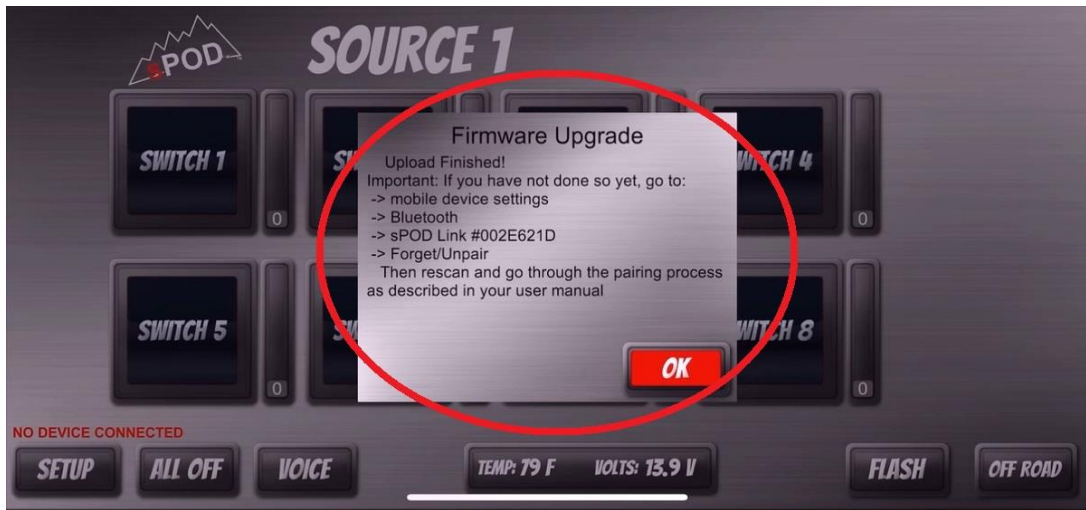 sPOD
SOURCE 1
SWITCH 1
0
SWITCH 4
0
Firmware Upgrade
Upload Finished!
Important: If you have not done so yet, go to:
-> mobile device settings
-> Bluetooth
-> sPOD Link #002E621D
-> Forget/Unpair
Then rescan and go through the pairing process
as described in your user manual
OK
SWITCH 5
0
SWITCH 8
0
NO DEVICE CONNECTED
SETUP
ALL OFF
VOICE
TEMP: 79 F VOLTS: 13.9 V
FLASH
OFF ROAD